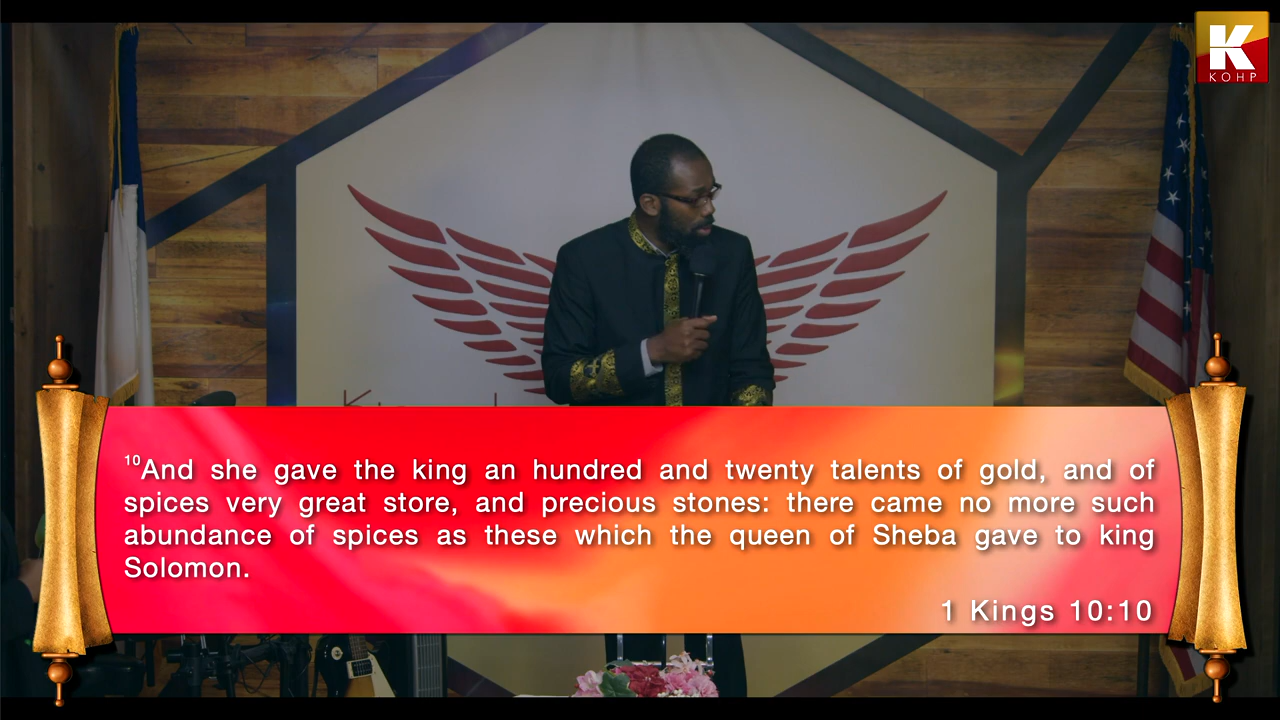 K
KOHP
¹⁰And she gave the king an hundred and twenty talents of gold, and of
spices very great store, and precious stones: there came no more such
abundance of spices as these which the queen of Sheba gave to king
Solomon.
1 Kings 10:10